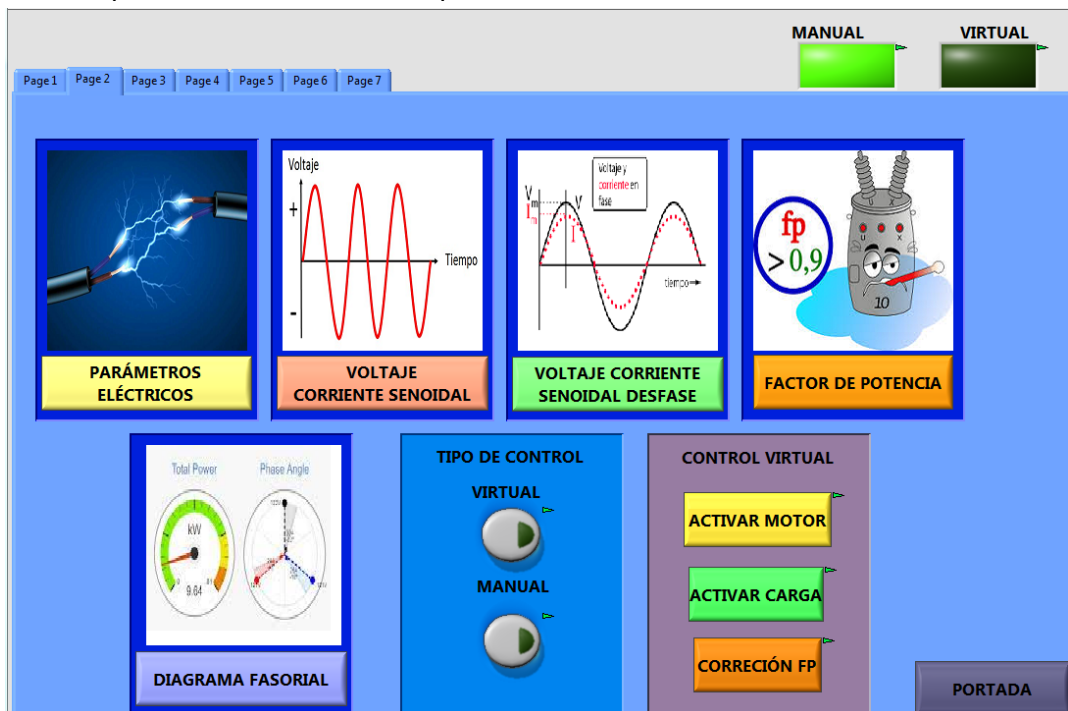 MANUAL
VIRTUAL
Page 1
Page 2
Page 3
Page 4
Page 5
Page 6
Page 7
PARÁMETROS
ELÉCTRICOS
Voltaje
+
-
Tiempo
VOLTAJE
CORRIENTE SENOIDAL
Voltaje y
corriente en
fase
Vm
V
Im
I
tiempo
VOLTAJE CORRIENTE
SENOIDAL DESFASE
fp
> 0,9
U X
U X
10
FACTOR DE POTENCIA
Total Power
Phase Angle
kW
9.64
DIAGRAMA FASORIAL
TIPO DE CONTROL
VIRTUAL
MANUAL
CONTROL VIRTUAL
ACTIVAR MOTOR
ACTIVAR CARGA
CORRECIÓN FP
PORTADA